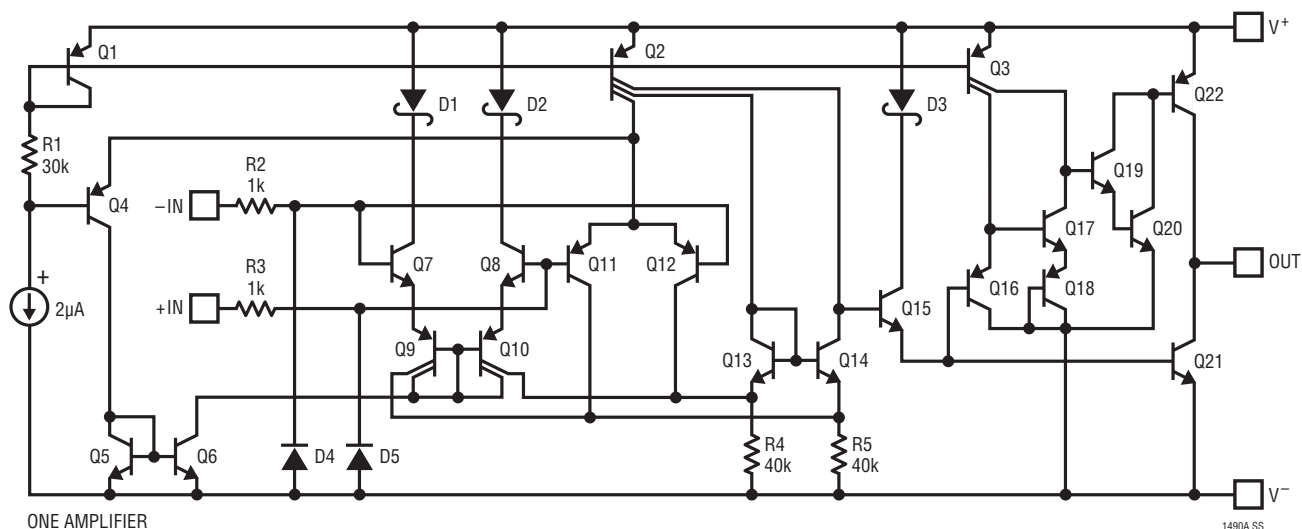 V+
Q1
Q2
Q3
Q22
D1
D2
D3
R1
30k
R2
1k
Q19
Q4
–IN
Q17
Q20
Q7
Q8
Q11
Q12
OUT
+
2µA
R3
1k
+IN
Q15
Q16
Q18
Q9
Q10
Q13
Q14
Q21
Q5
Q6
D4
D5
R4
40k
R5
40k
V–
ONE AMPLIFIER
1490A SS